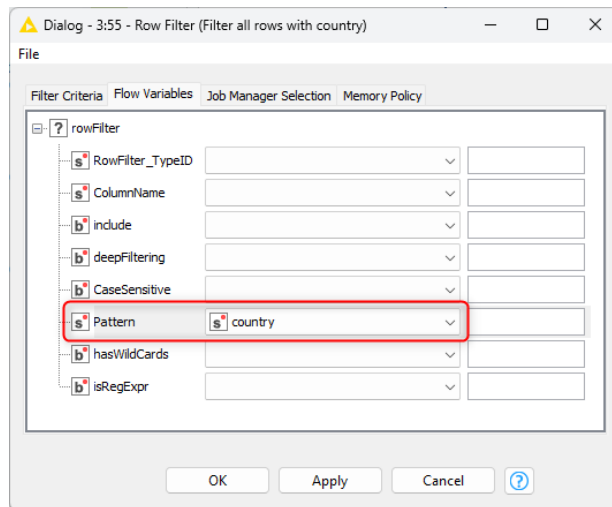 Dialog - 3:55 - Row Filter (Filter all rows with country)
File
Filter Criteria Flow Variables Job Manager Selection Memory Policy
? rowFilter
s RowFilter_TypeID
s ColumnName
b include
b deepFiltering
b CaseSensitive
s Pattern s country
b hasWildCards
b isRegExpr
OK Apply Cancel ?